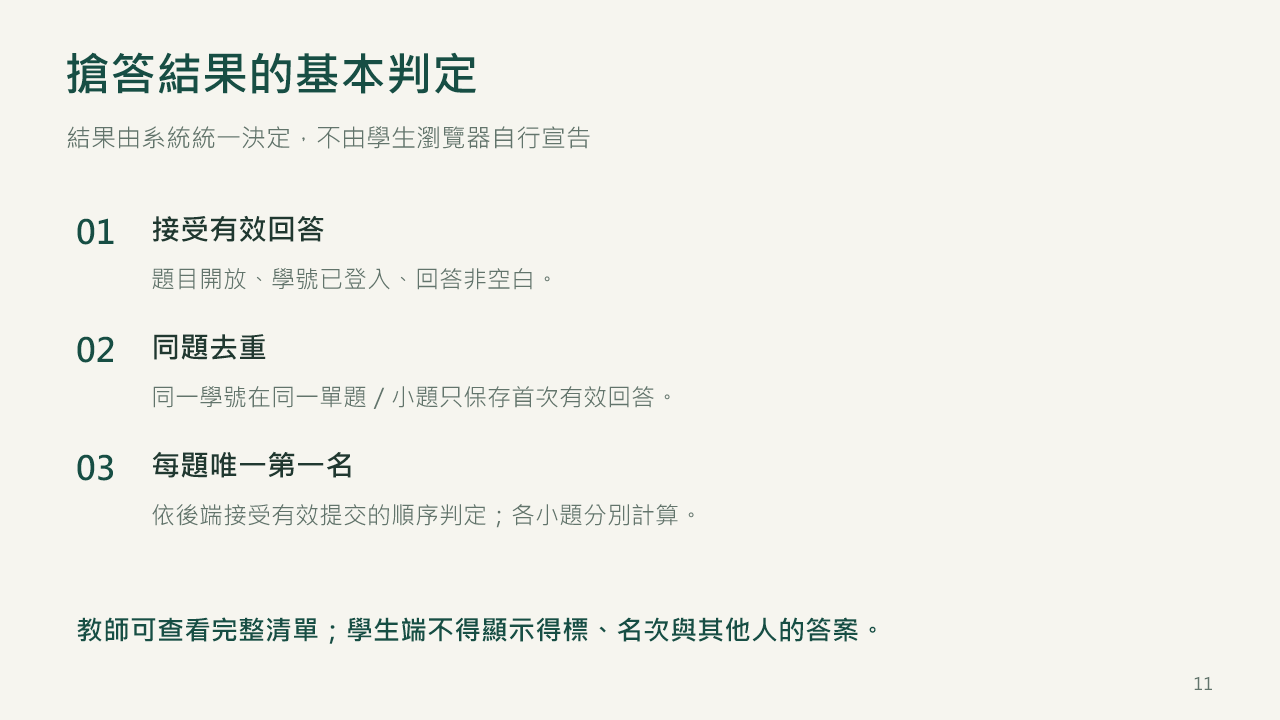 搶答結果的基本判定
結果由系統統一決定，不由學生瀏覽器自行宣告
01
接受有效回答
題目開放、學號已登入、回答非空白。
02
同題去重
同一學號在同一單題 / 小題只保存首次有效回答。
03
每題唯一第一名
依後端接受有效提交的順序判定；各小題分別計算。
教師可查看完整清單；學生端不得顯示得標、名次與其他人的答案。
11